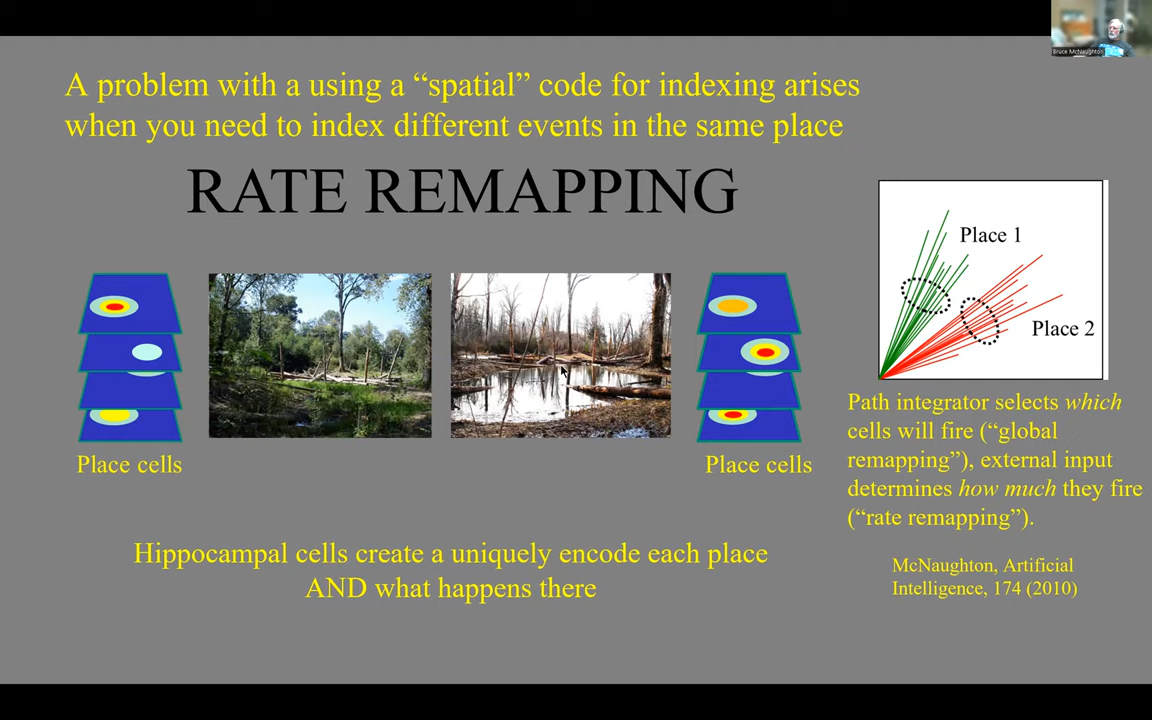 Bruce McNaughton
A problem with a using a “spatial” code for indexing arises
when you need to index different events in the same place
RATE REMAPPING
Place 1
Place 2
Place cells
Place cells
Path integrator selects which
cells will fire (“global
remapping”), external input
determines how much they fire
(“rate remapping”).
Hippocampal cells create a uniquely encode each place
AND what happens there
McNaughton, Artificial
Intelligence, 174 (2010)